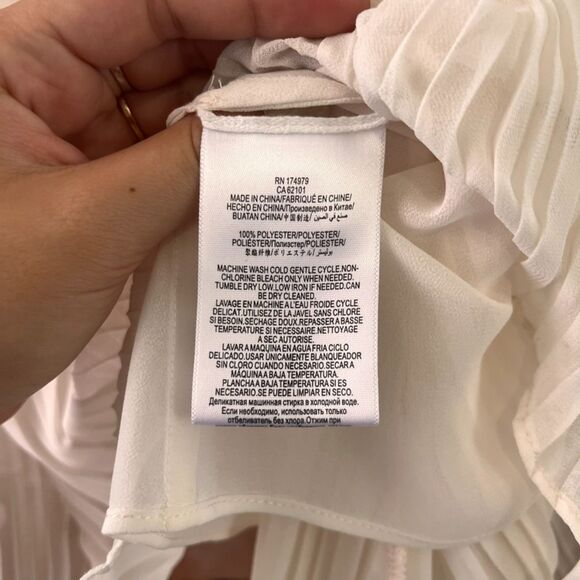 RN 174979
CA 62101
MADE IN CHINA/FABRIQUÉ EN CHINE/
HECHO EN CHINA/Произведено в Китае/
BUATAN CHINA/中国制造/ صنع في الصين/
100% POLYESTER/POLYESTER/
POLIÉSTER/Полиэстер/POLIESTER/
聚酯纤维/ポリエステル/ بوليستر
MACHINE WASH COLD GENTLE CYCLE.NON-
CHLORINE BLEACH ONLY WHEN NEEDED.
TUMBLE DRY LOW.LOW IRON IF NEEDED.CAN
BE DRY CLEANED.
LAVAGE EN MACHINE A L'EAU FROIDE CYCLE
DELICAT.UTILISEZ DE LA JAVEL SANS CHLORE
SI BESOIN.SECHAGE DOUX.REPASSER A BASSE
TEMPERATURE SI NECESSAIRE.NETTOYAGE
A SEC AUTORISE.
LAVAR A MAQUINA EN AGUA FRIA CICLO
DELICADO.USAR ÚNICAMENTE BLANQUEADOR
SIN CLORO CUANDO NECESARIO.SECAR A
MÁQUINA A BAJA TEMPERATURA.
PLANCHA A BAJA TEMPERATURA SI ES
NECESARIO.SE PUEDE LIMPIAR EN SECO.
Деликатная машинная стирка в холодной воде.
Если необходимо, использовать только
отбеливатель без хлора.Отжим при